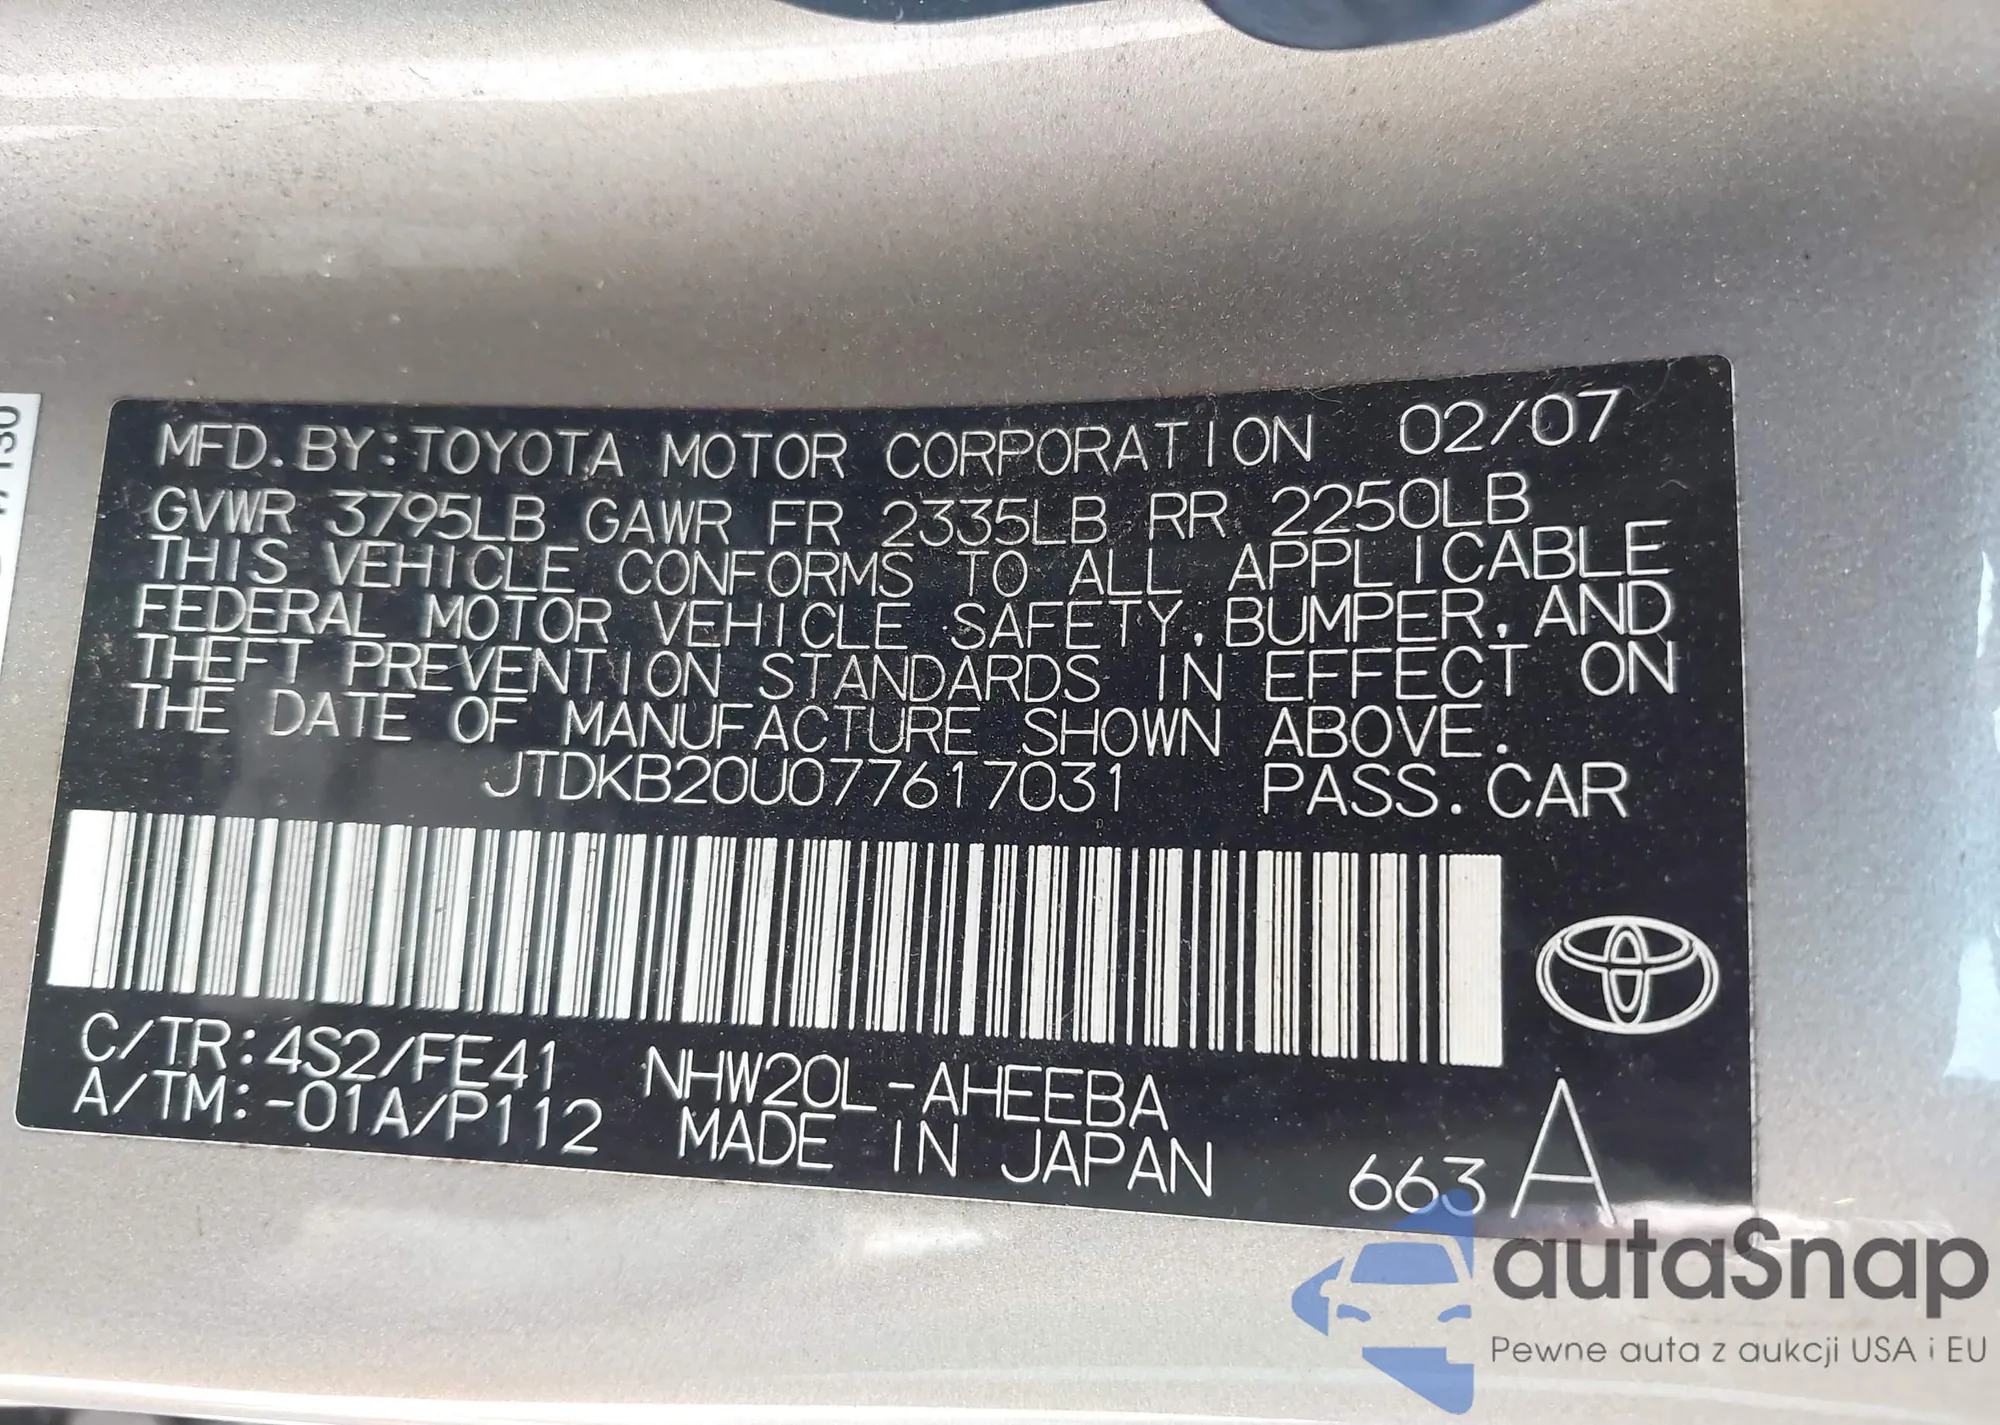 MFD. BY: TOYOTA MOTOR CORPORATION 02/07
GVWR 3795LB GAWR FR 2335LB RR 2250LB
THIS VEHICLE CONFORMS TO ALL APPLICABLE
FEDERAL MOTOR VEHICLE SAFETY, BUMPER, AND
THEFT PREVENTION STANDARDS IN EFFECT ON
THE DATE OF MANUFACTURE SHOWN ABOVE.
JTDKB20U077617031 PASS. CAR
C/TR: 4S2/FE41 NHW20L-AHEEBA
A/TM: -01A/P112 MADE IN JAPAN
663 A
autaSnap
Pewne auta z aukcji USA i EU